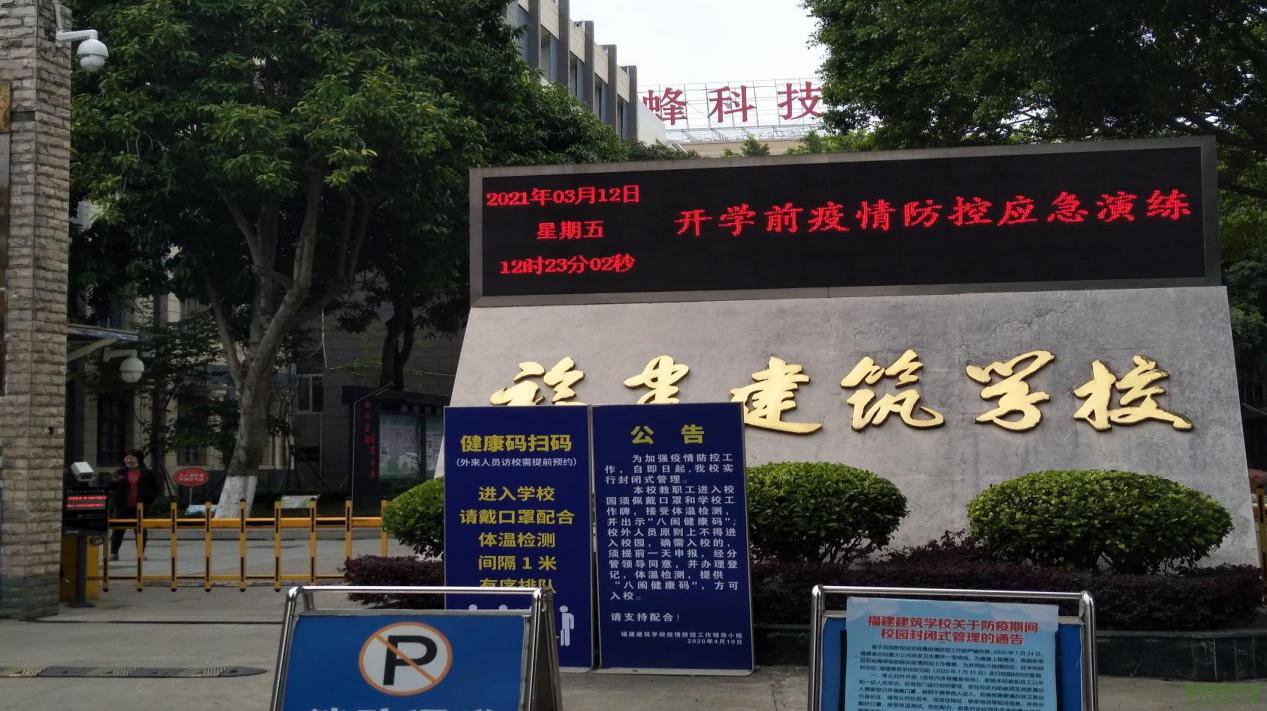 蜂科技
2021年03月12日
星期五
12时23分02秒
开学前疫情防控应急演练
福建建筑学校
健康码扫码
(外来人员访校需提前预约)
进入学校
请戴口罩配合
体温检测
间隔1米
有序排队
公告
为加强疫情防控工
作，自即日起，我校实
行封闭式管理。
本校教职工进入校
园须佩戴口罩和学校工
作牌，接受体温检测，
并出示“八闽健康码”；
校外人员原则上不得进
入校园，确需入校的，
须提前一天申报，经分
管领导同意，并办理登
记，体温检测，提供
“八闽健康码”，方可
入校。
请支持配合！
福建建筑学校疫情防控工作领导小组
2020年4月19日
P
福建建筑学校关于防疫期间
校园封闭式管理的通告